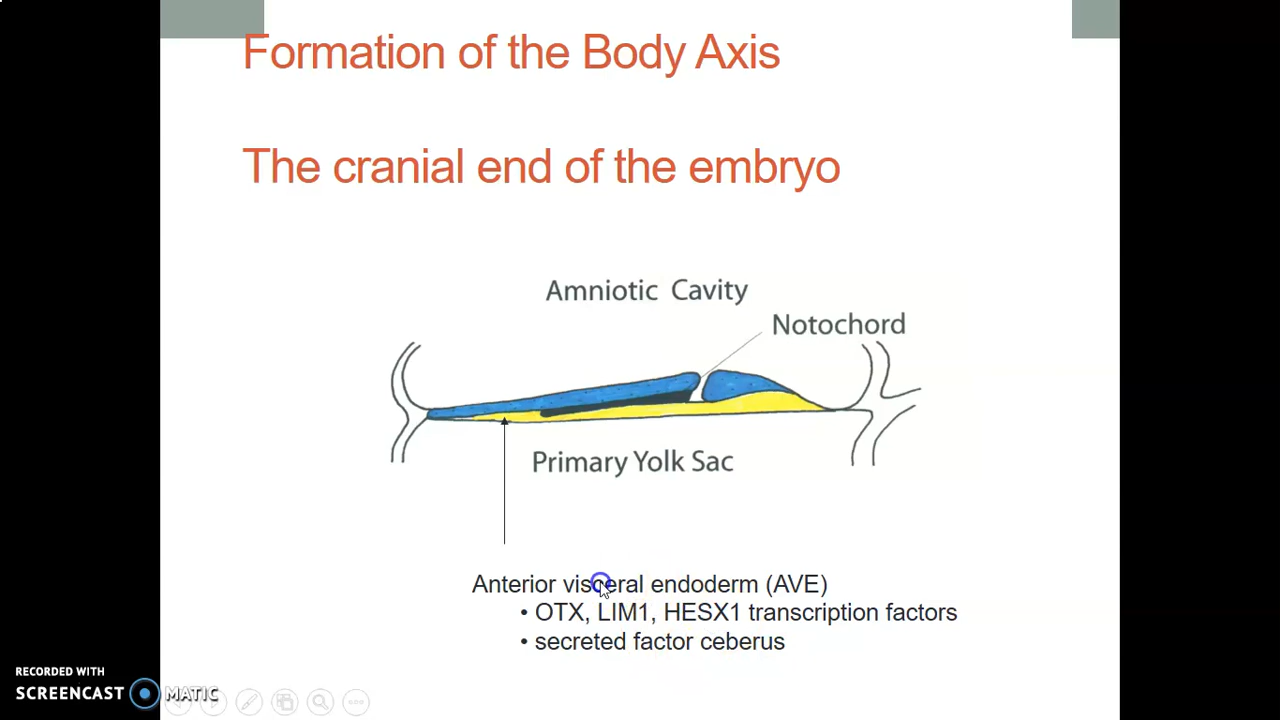 Formation of the Body Axis
The cranial end of the embryo
Amniotic Cavity
Notochord
Primary Yolk Sac
Anterior visceral endoderm (AVE)
• OTX, LIM1, HESX1 transcription factors
• secreted factor ceberus
RECORDED WITH
SCREENCAST MATIC